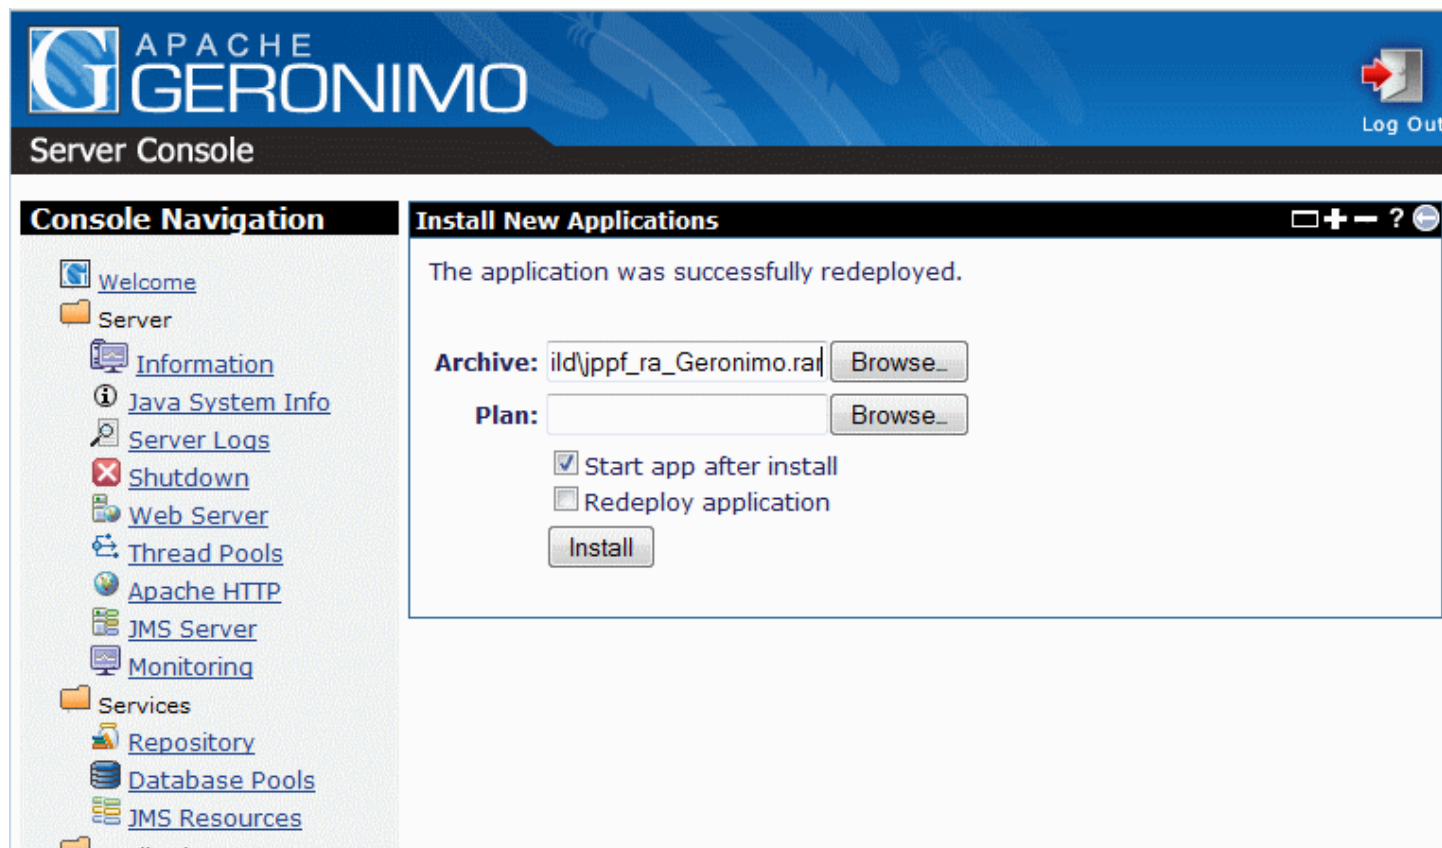 APACHE
GERONIMO
Log Out
Server Console
Console Navigation
Welcome
Server
Information
Java System Info
Server Logs
Shutdown
Web Server
Thread Pools
Apache HTTP
JMS Server
Monitoring
Services
Repository
Database Pools
JMS Resources
Install New Applications
?
The application was successfully redeployed.
Archive: ild\jppf_ra_Geronimo.rar Browse...
Plan: Browse...
Start app after install
Redeploy application
Install